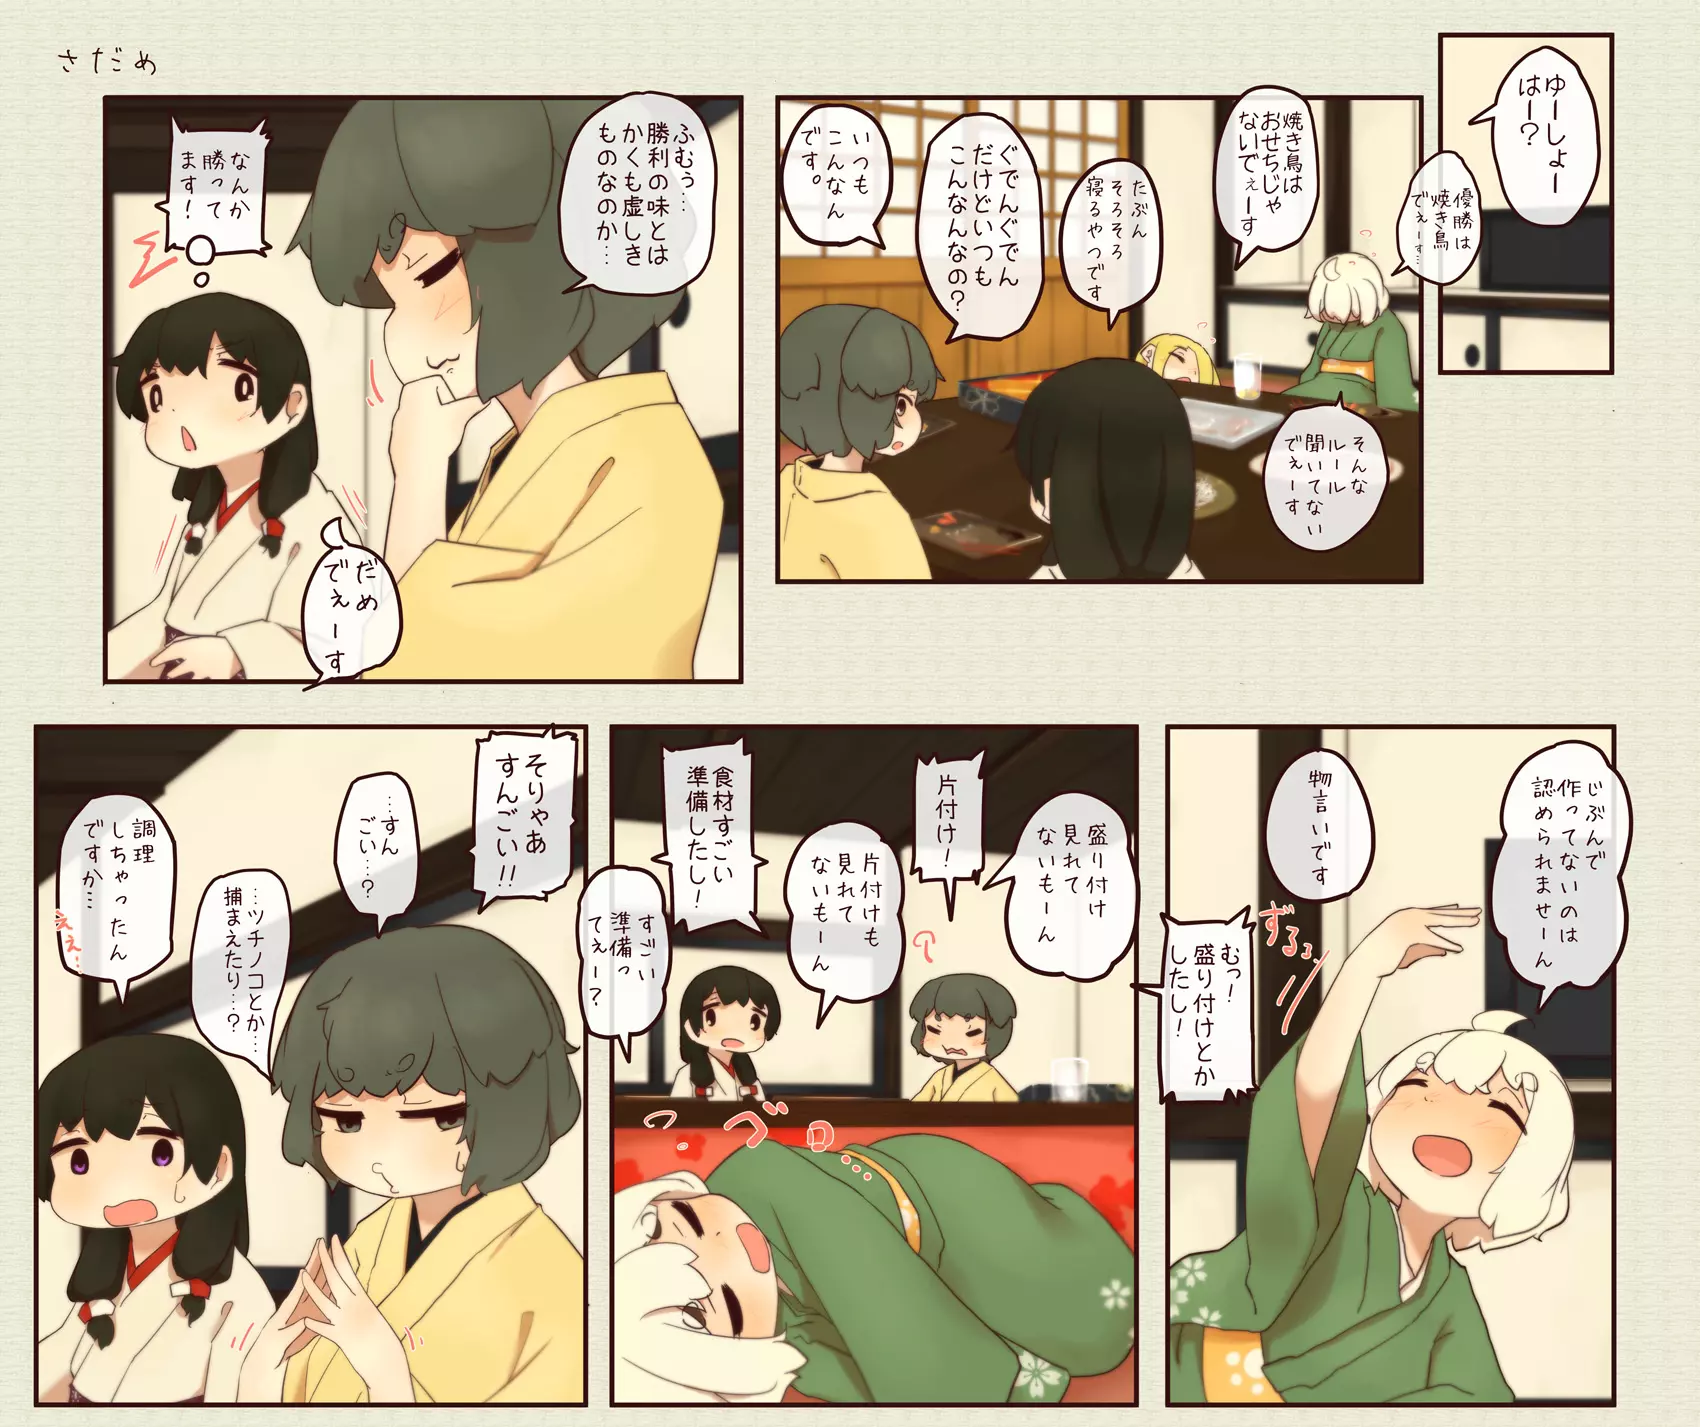 さだめ
ゆーしょー
はー？
優勝は
焼き鳥
でぇーす…
焼き鳥は
おせちじゃ
ないでぇーす
たぶん
そろそろ
寝るやつです
ぐでんぐでん
だけどいつも
こんなんなの？
いつも
こんなん
です。
そんな
ルール
聞いてない
でぇーす
ふむぅ…
勝利の味とは
かくも虚しき
ものなのか…
なんか
勝って
ます！
だめ
でぇーす
じぶんで
作ってないのは
認められませーん
物言いです
ずるる
むっ！
盛り付けとか
したし！
盛り付け
見れて
ないもーん
片付け！
片付けも
見れて
ないもーん
食材すごい
準備したし！
すごい
準備っ
てぇー？
ゴロ…
そりゃあ
すんごい！！
…すん
ごい…？
…ツチノコとか…
捕まえたり…？
調理
しちゃったん
ですか…
ええ…